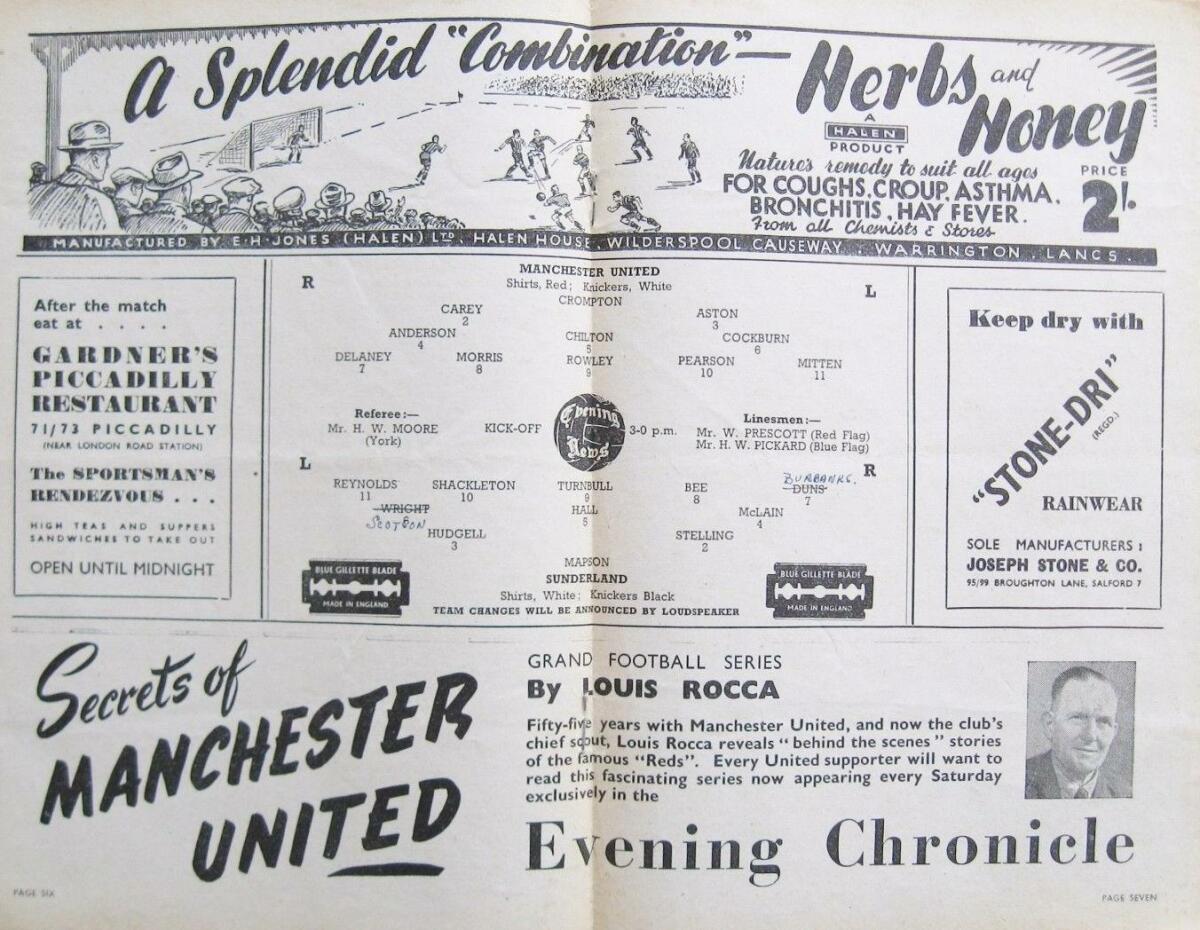 A Splendid "Combination" —
Herbs and
Honey
A
HALEN
PRODUCT
Nature's remedy to suit all ages
FOR COUGHS, CROUP, ASTHMA,
BRONCHITIS, HAY FEVER.
From all Chemists & Stores
PRICE
2/-
MANUFACTURED BY E·H·JONES (HALEN) LTD. HALEN HOUSE, WILDERSPOOL CAUSEWAY, WARRINGTON, LANCS.
After the match
eat at . . . .
GARDNER'S
PICCADILLY
RESTAURANT
71/73 PICCADILLY
(NEAR LONDON ROAD STATION)
The SPORTSMAN'S
RENDEZVOUS . . .
HIGH TEAS AND SUPPERS
SANDWICHES TO TAKE OUT
OPEN UNTIL MIDNIGHT
MANCHESTER UNITED
Shirts, Red; Knickers, White
R
L
CROMPTON
CAREY
2
ASTON
3
ANDERSON
4
CHILTON
5
COCKBURN
6
DELANEY
7
MORRIS
8
ROWLEY
9
PEARSON
10
MITTEN
11
Referee:—
Mr. H. W. MOORE
(York)
KICK-OFF
Evening
News
3-0 p.m.
Linesmen:—
Mr. W. PRESCOTT (Red Flag)
Mr. H. W. PICKARD (Blue Flag)
L
R
REYNOLDS
11
SHACKLETON
10
TURNBULL
9
BEE
8
BURBANKS.
DUNS
7
WRIGHT
6
SCOTSON
HALL
5
McLAIN
4
HUDGELL
3
STELLING
2
MAPSON
SUNDERLAND
Shirts, White; Knickers Black
TEAM CHANGES WILL BE ANNOUNCED BY LOUDSPEAKER
BLUE GILLETTE BLADE
MADE IN ENGLAND
BLUE GILLETTE BLADE
MADE IN ENGLAND
Keep dry with
"STONE-DRI"
(REGD.)
RAINWEAR
SOLE MANUFACTURERS:
JOSEPH STONE & CO.
95/99 BROUGHTON LANE, SALFORD 7
Secrets of
MANCHESTER
UNITED
GRAND FOOTBALL SERIES
By LOUIS ROCCA
Fifty-five years with Manchester United, and now the club's
chief scout, Louis Rocca reveals "behind the scenes" stories
of the famous "Reds". Every United supporter will want to
read this fascinating series now appearing every Saturday
exclusively in the
Evening Chronicle
PAGE SIX
PAGE SEVEN